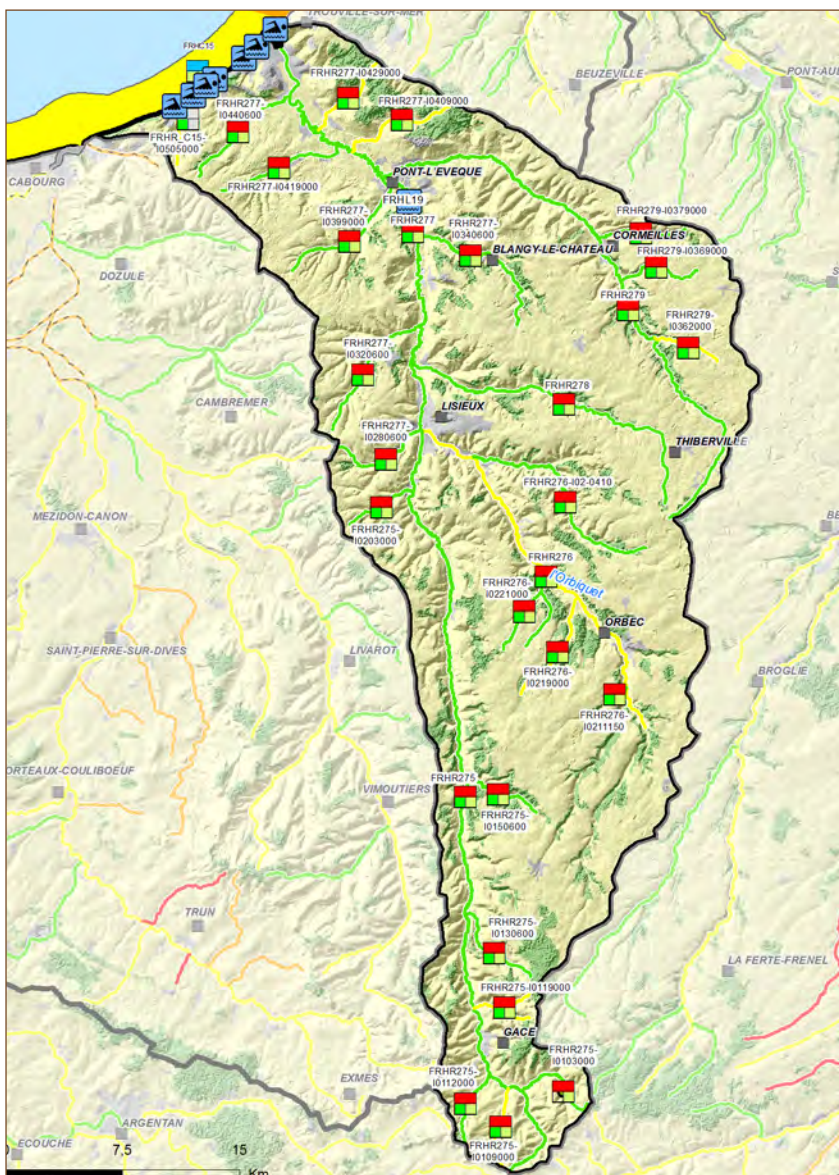 TROUVILLE-SUR-MER
FRHC15
BEUZEVILLE
PONT-AU
FRHR277-I0429000
FRHR277-I0409000
FRHR277-
I0440600
FRHR_C15-
I0505000
CABOURG
FRHR277-I0419000
PONT-L'EVEQUE
FRHL19
FRHR277
FRHR277-
I0399000
FRHR277-
I0340600
BLANGY-LE-CHATEAU
FRHR279-I0379000
CORMEILLES
FRHR279-I0369000
DOZULE
FRHR279
FRHR279-
I0362000
FRHR277-
I0320600
FRHR278
CAMBREMER
LISIEUX
THIBERVILLE
FRHR277-
I0280600
FRHR276-I02-0410
MEZIDON-CANON
FRHR275-
I0203000
BE
FRHR276
l'Orbiquet
FRHR276-
I0221000
ORBEC
SAINT-PIERRE-SUR-DIVES
LIVAROT
FRHR276-
I0219000
BROGLIE
FRHR276-
I0211150
ORTEAUX-COULIBOEUF
VIMOUTIERS
FRHR275
FRHR275-
I0150600
TRUN
FRHR275-
I0130600
LA FERTE-FRENEL
FRHR275-I0119000
GACE
FRHR275-
I0103000
EXMES
FRHR275-
I0112000
ARGENTAN
FRHR275-
I0109000
ECOUCHE
0 7,5 15
Km